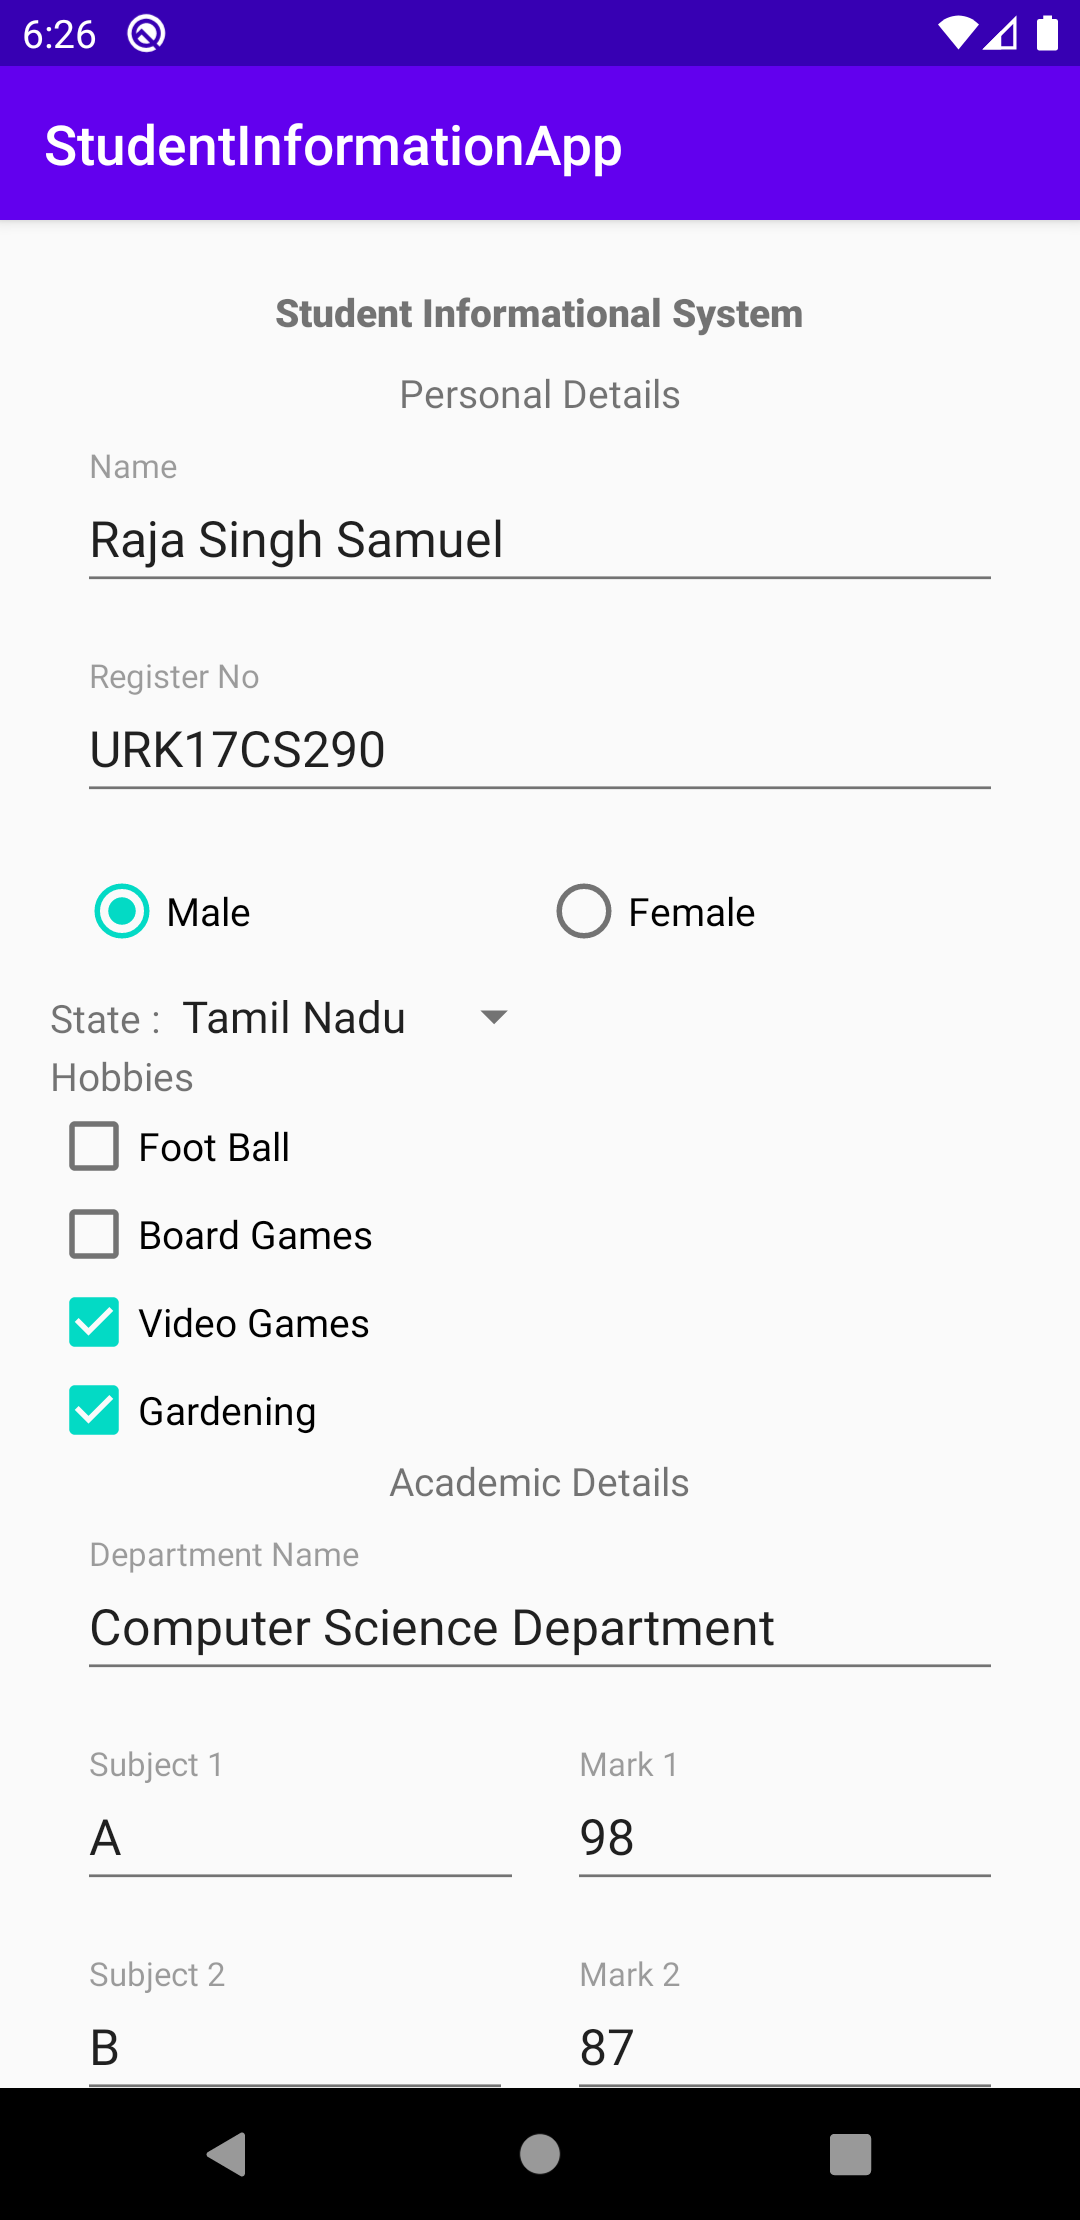 6:26
StudentInformationApp
Student Informational System
Personal Details
Name
Raja Singh Samuel
Register No
URK17CS290
Male Female
State : Tamil Nadu
Hobbies
Foot Ball
Board Games
Video Games
Gardening
Academic Details
Department Name
Computer Science Department
Subject 1 Mark 1
A 98
Subject 2 Mark 2
B 87